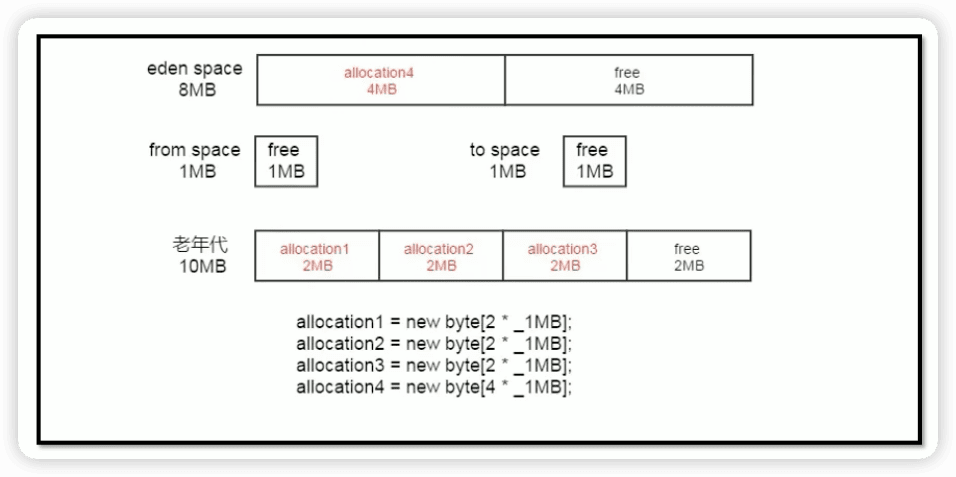 eden space
8MB
allocation4
4MB
free
4MB
from space
1MB
free
1MB
to space
1MB
free
1MB
老年代
10MB
allocation1
2MB
allocation2
2MB
allocation3
2MB
free
2MB
allocation1 = new byte[2 * _1MB];
allocation2 = new byte[2 * _1MB];
allocation3 = new byte[2 * _1MB];
allocation4 = new byte[4 * _1MB];